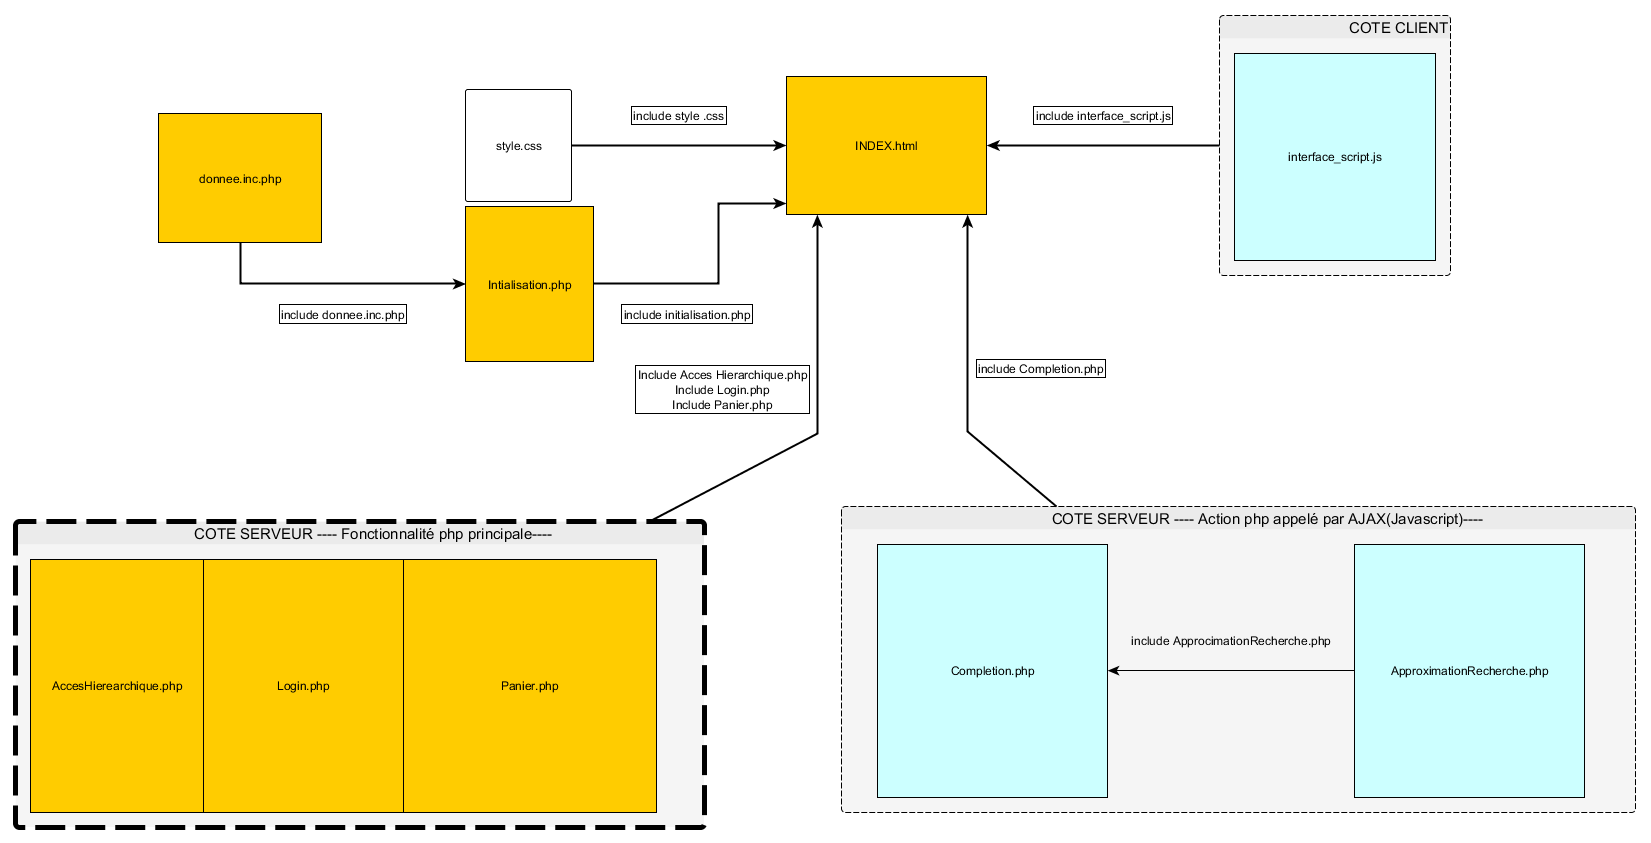 COTE CLIENT
include style .css
include interface_script.js
style.css
INDEX.html
interface_script.js
donnee.inc.php
Intialisation.php
include donnee.inc.php
include initialisation.php
Include Acces Hierarchique.php
Include Login.php
Include Panier.php
include Completion.php
COTE SERVEUR ---- Fonctionnalité php principale----
AccesHierearchique.php
Login.php
Panier.php
COTE SERVEUR ---- Action php appelé par AJAX(Javascript)----
include ApprocimationRecherche.php
Completion.php
ApproximationRecherche.php